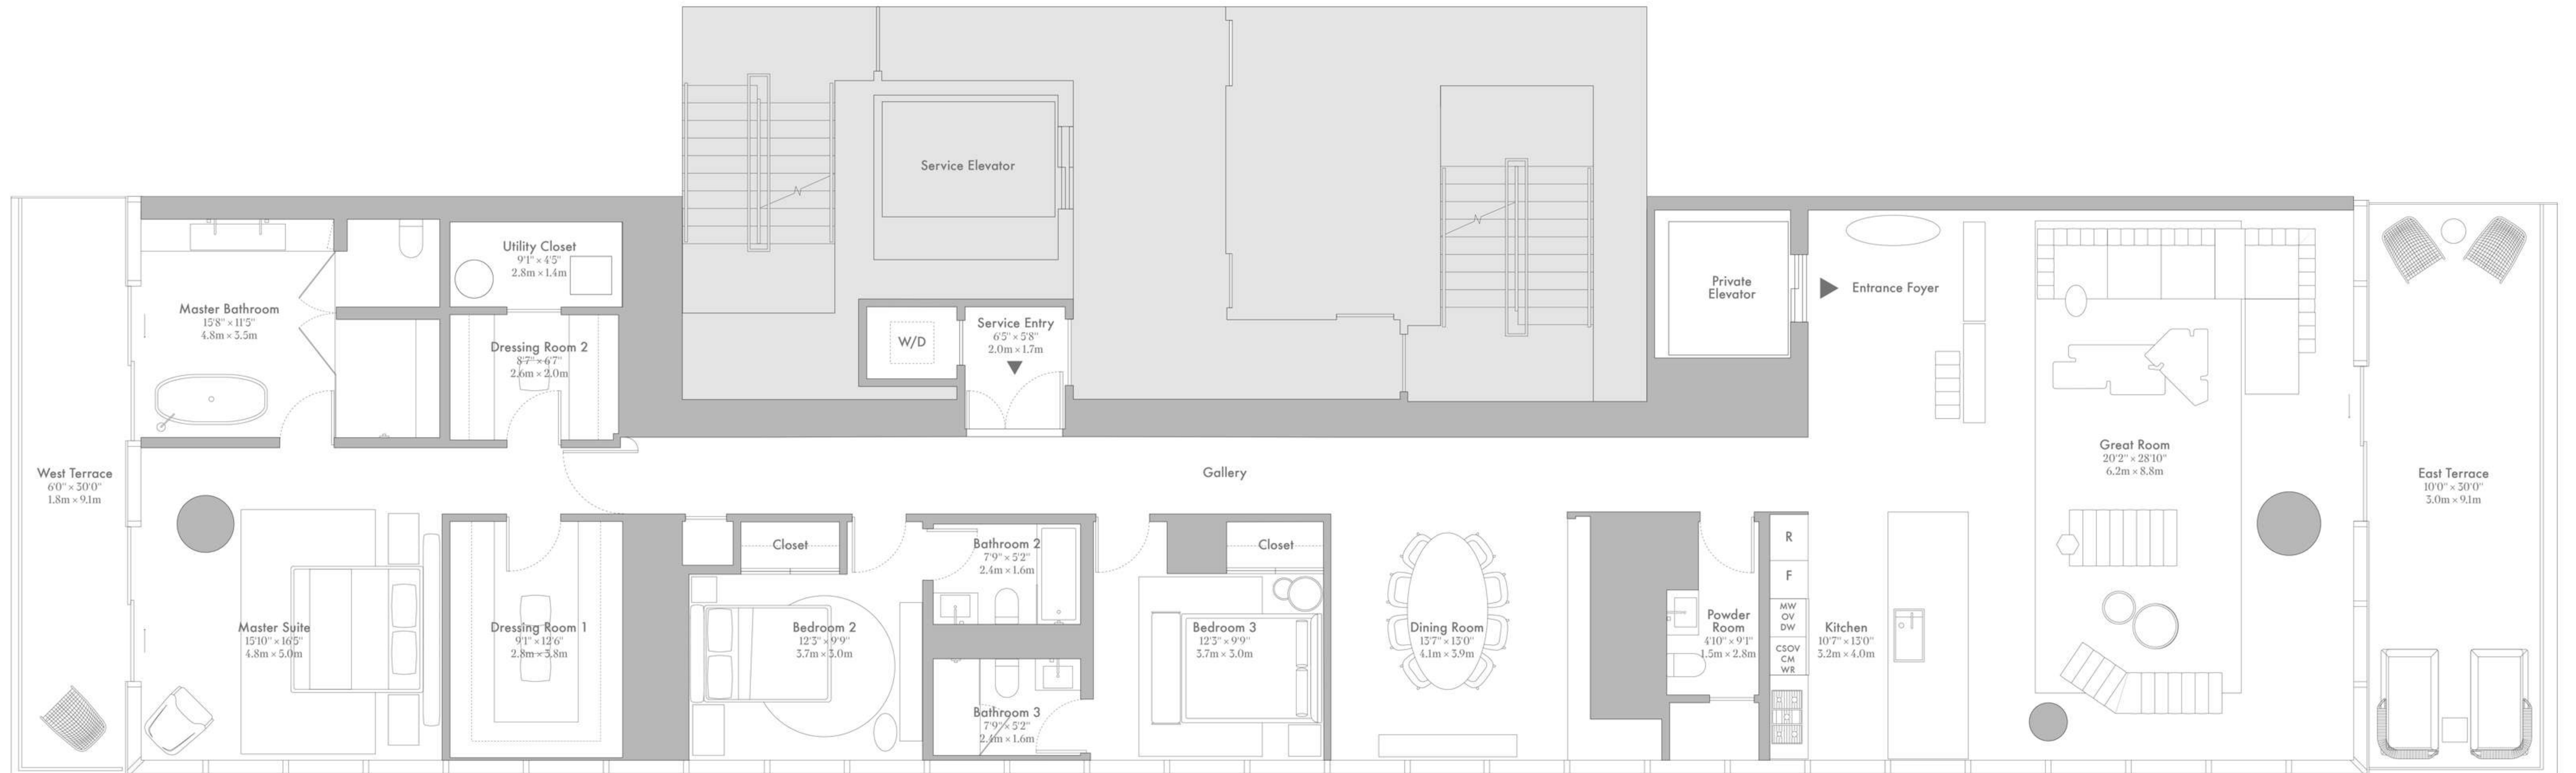 Service Elevator
Utility Closet
9'1" × 4'5"
2.8m × 1.4m
Master Bathroom
15'8" × 11'5"
4.8m × 3.5m
Dressing Room 2
8'7" × 6'7"
2.6m × 2.0m
W/D
Service Entry
6'5" × 5'8"
2.0m × 1.7m
Private
Elevator
Entrance Foyer
West Terrace
6'0" × 30'0"
1.8m × 9.1m
Gallery
Great Room
20'2" × 28'10"
6.2m × 8.8m
East Terrace
10'0" × 30'0"
3.0m × 9.1m
Closet
Bathroom 2
7'9" × 5'2"
2.4m × 1.6m
Closet
R
F
MW
OV
DW
CSOV
CM
WR
Master Suite
15'10" × 16'5"
4.8m × 5.0m
Dressing Room 1
9'1" × 12'6"
2.8m × 3.8m
Bedroom 2
12'3" × 9'9"
3.7m × 3.0m
Bathroom 3
7'9" × 5'2"
2.4m × 1.6m
Bedroom 3
12'3" × 9'9"
3.7m × 3.0m
Dining Room
13'7" × 13'0"
4.1m × 3.9m
Powder
Room
4'10" × 9'1"
1.5m × 2.8m
Kitchen
10'7" × 13'0"
3.2m × 4.0m